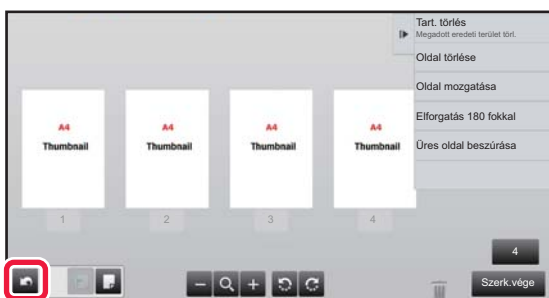 Tart. törlés
Megadott eredeti terület törl.
Oldal törlése
Oldal mozgatása
Elforgatás 180 fokkal
Üres oldal beszúrása
A4 A4 A4 A4
Thumbnail Thumbnail Thumbnail Thumbnail
1 2 3 4
4
Szerk.vége